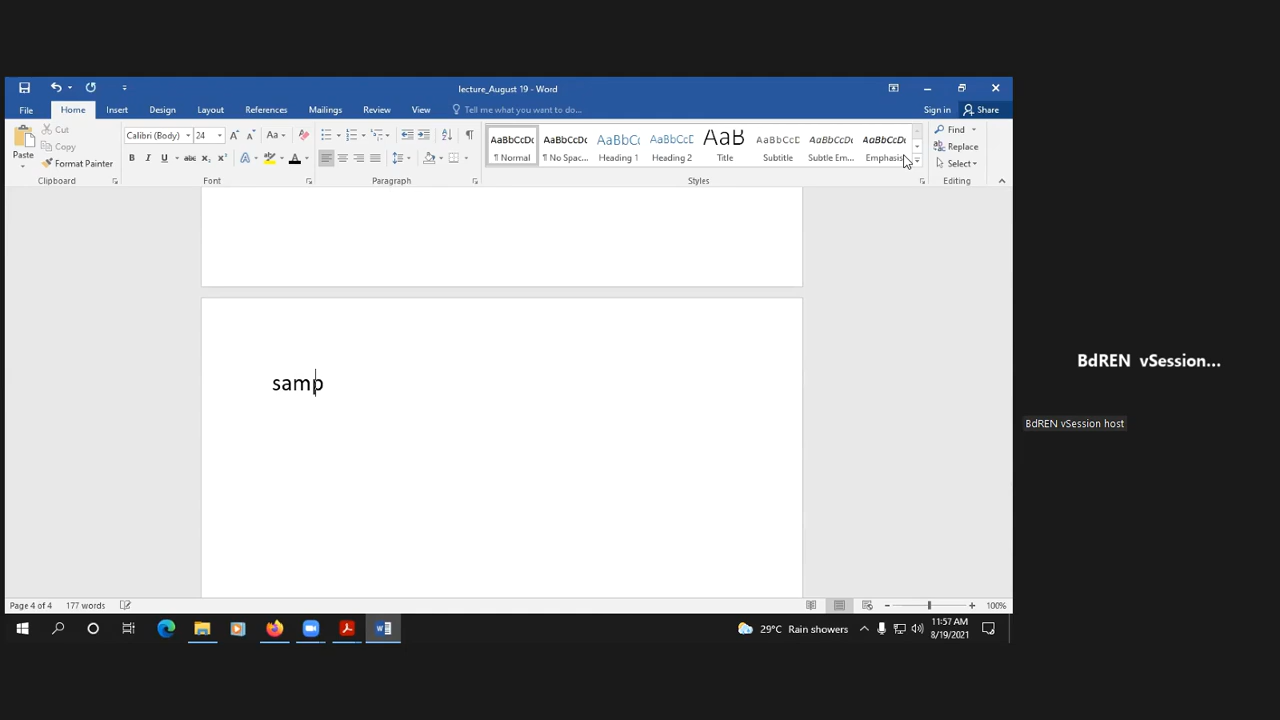 lecture_August 19 - Word
File Home Insert Design Layout References Mailings Review View Tell me what you want to do... Sign in Share
Paste Cut Copy Format Painter
Calibri (Body) 24
AaBbCcDc AaBbCcDc AaBbCc AaBbCcE AaB AaBbCcD AaBbCcDc AaBbCcDc
¶ Normal ¶ No Spac... Heading 1 Heading 2 Title Subtitle Subtle Em... Emphasis
Find
Replace
Select
Clipboard Font Paragraph Styles Editing
samp
BdREN vSession...
BdREN vSession host
Page 4 of 4 177 words 100%
29°C Rain showers
11:57 AM
8/19/2021